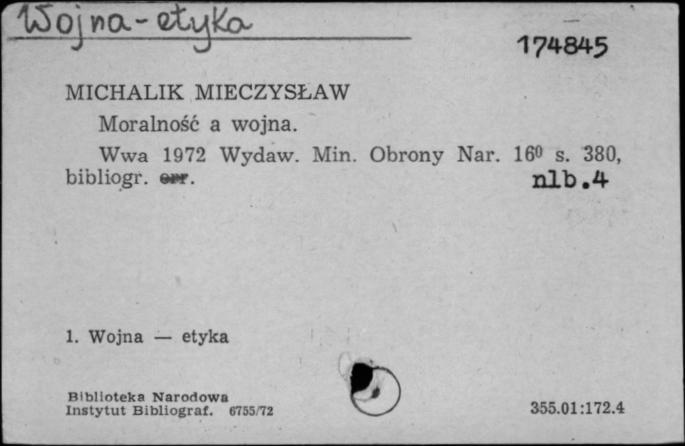 Wojna - etyka
174845
MICHALIK MIECZYSŁAW
Moralność a wojna.
Wwa 1972 Wydaw. Min. Obrony Nar. 16⁰ s. 380,
bibliogr. err. nlb.4
1. Wojna — etyka
Biblioteka Narodowa
Instytut Bibliograf. 6755/72
355.01:172.4